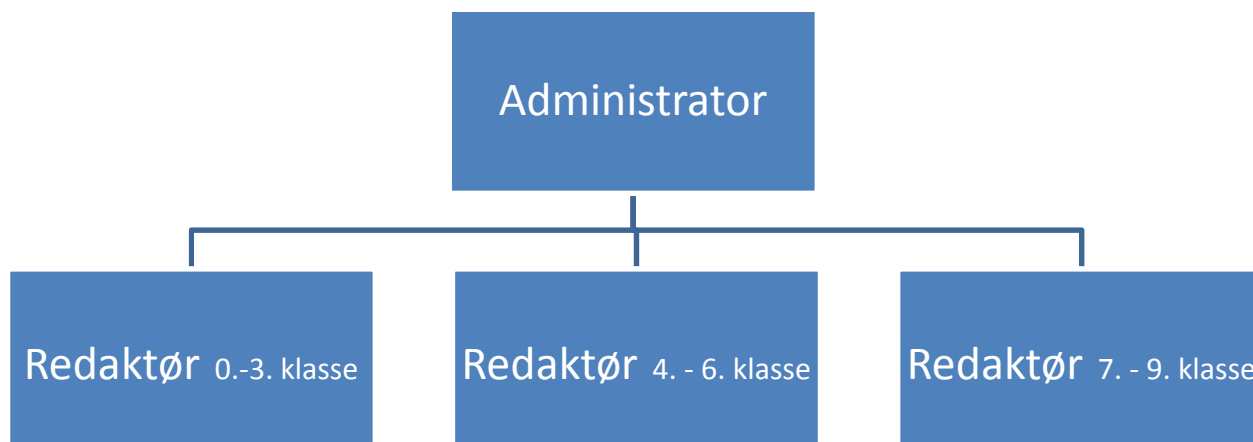 Administrator
Redaktør 0.-3. klasse
Redaktør 4. - 6. klasse
Redaktør 7. - 9. klasse